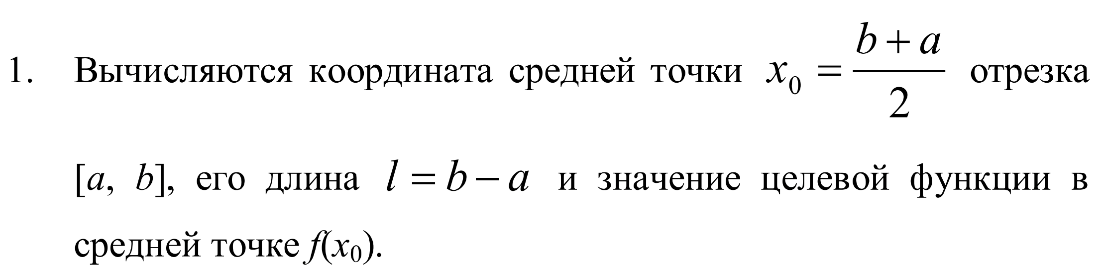 1. Вычисляются координата средней точки x₀ = (b + a)/2 отрезка
[a, b], его длина l = b − a и значение целевой функции в
средней точке f(x₀).